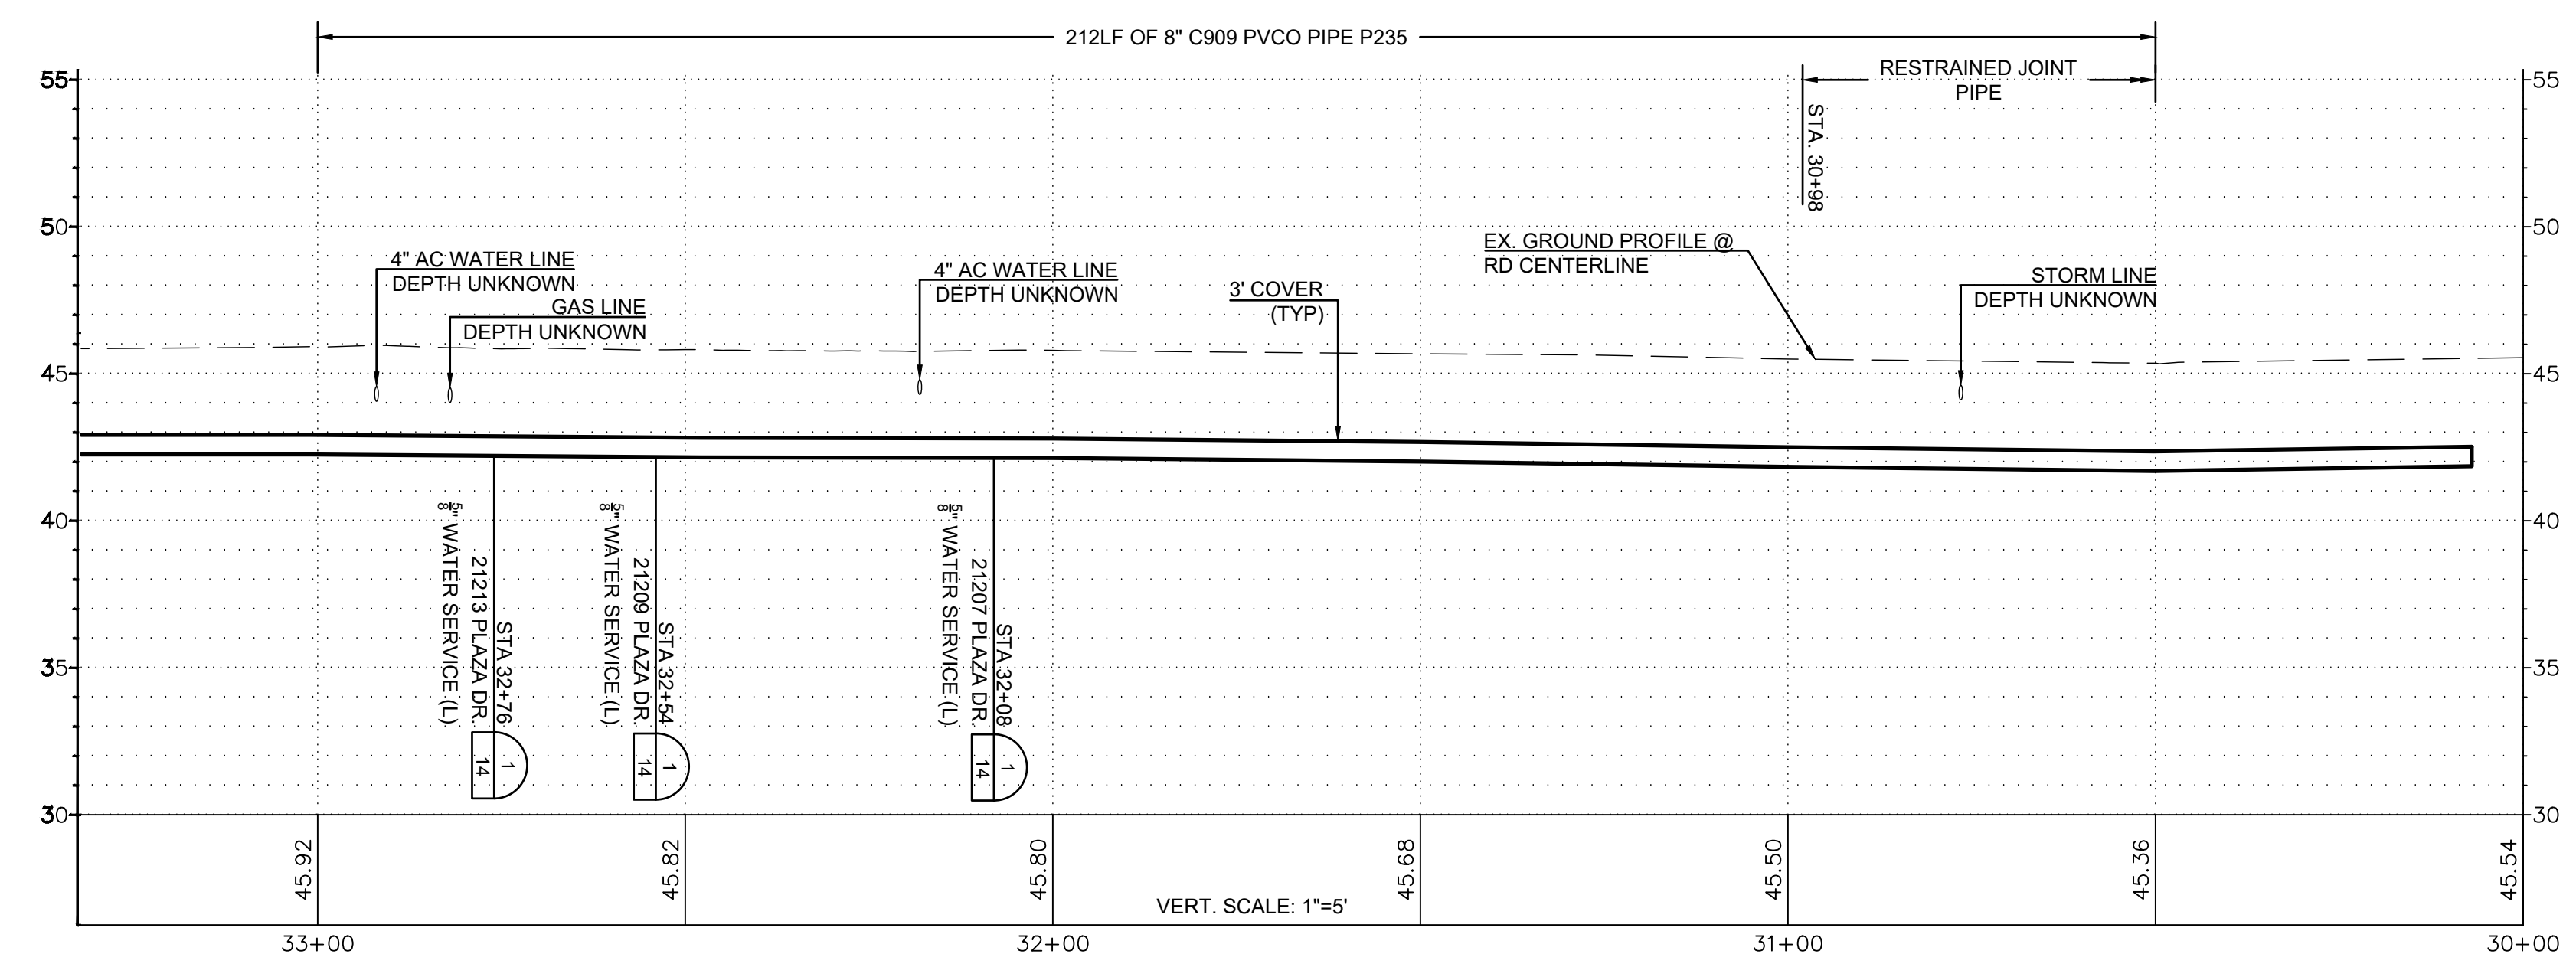 212LF OF 8" C909 PVCO PIPE P235
RESTRAINED JOINT
PIPE
STA. 30+98
55
50
45
40
35
30
55
50
45
40
35
30
4" AC WATER LINE
DEPTH UNKNOWN
GAS LINE
DEPTH UNKNOWN
4" AC WATER LINE
DEPTH UNKNOWN
3' COVER
(TYP)
EX. GROUND PROFILE @
RD CENTERLINE
STORM LINE
DEPTH UNKNOWN
STA 32+76
21213 PLAZA DR.
5/8" WATER SERVICE (L)
1
14
STA 32+54
21209 PLAZA DR.
5/8" WATER SERVICE (L)
1
14
STA 32+08
21207 PLAZA DR.
5/8" WATER SERVICE (L)
1
14
45.92
45.82
45.80
45.68
45.50
45.36
45.54
VERT. SCALE: 1"=5'
33+00
32+00
31+00
30+00